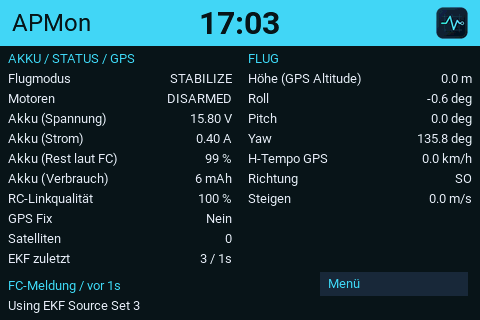 APMon
17:03
AKKU / STATUS / GPS
Flugmodus STABILIZE
Motoren DISARMED
Akku (Spannung) 15.80 V
Akku (Strom) 0.40 A
Akku (Rest laut FC) 99 %
Akku (Verbrauch) 6 mAh
RC-Linkqualität 100 %
GPS Fix Nein
Satelliten 0
EKF zuletzt 3 / 1s
FC-Meldung / vor 1s
Using EKF Source Set 3
FLUG
Höhe (GPS Altitude) 0.0 m
Roll -0.6 deg
Pitch 0.0 deg
Yaw 135.8 deg
H-Tempo GPS 0.0 km/h
Richtung SO
Steigen 0.0 m/s
Menü